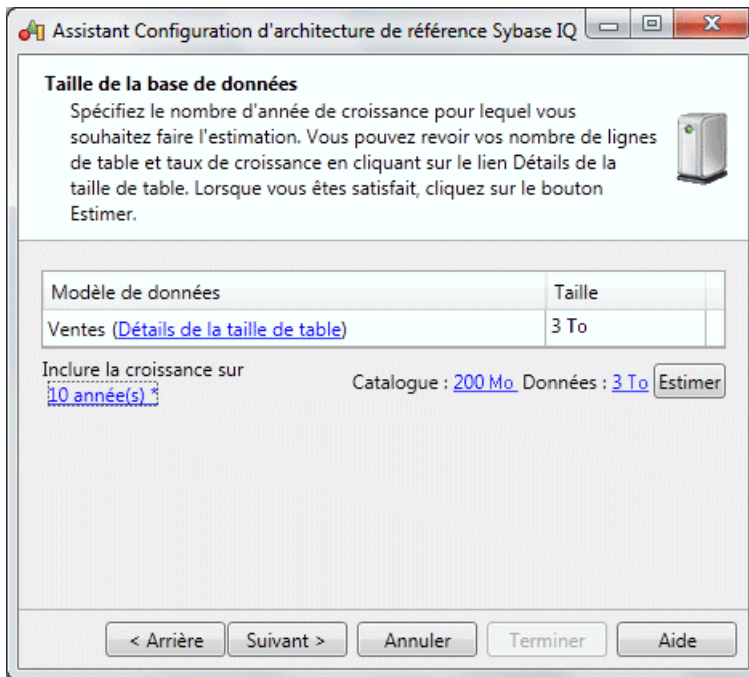 Assistant Configuration d'architecture de référence Sybase IQ
Taille de la base de données
Spécifiez le nombre d'année de croissance pour lequel vous
souhaitez faire l'estimation. Vous pouvez revoir vos nombre de lignes
de table et taux de croissance en cliquant sur le lien Détails de la
taille de table. Lorsque vous êtes satisfait, cliquez sur le bouton
Estimer.
Modèle de données Taille
Ventes (Détails de la taille de table) 3 To
Inclure la croissance sur
10 année(s) * Catalogue : 200 Mo Données : 3 To Estimer
< Arrière Suivant > Annuler Terminer Aide